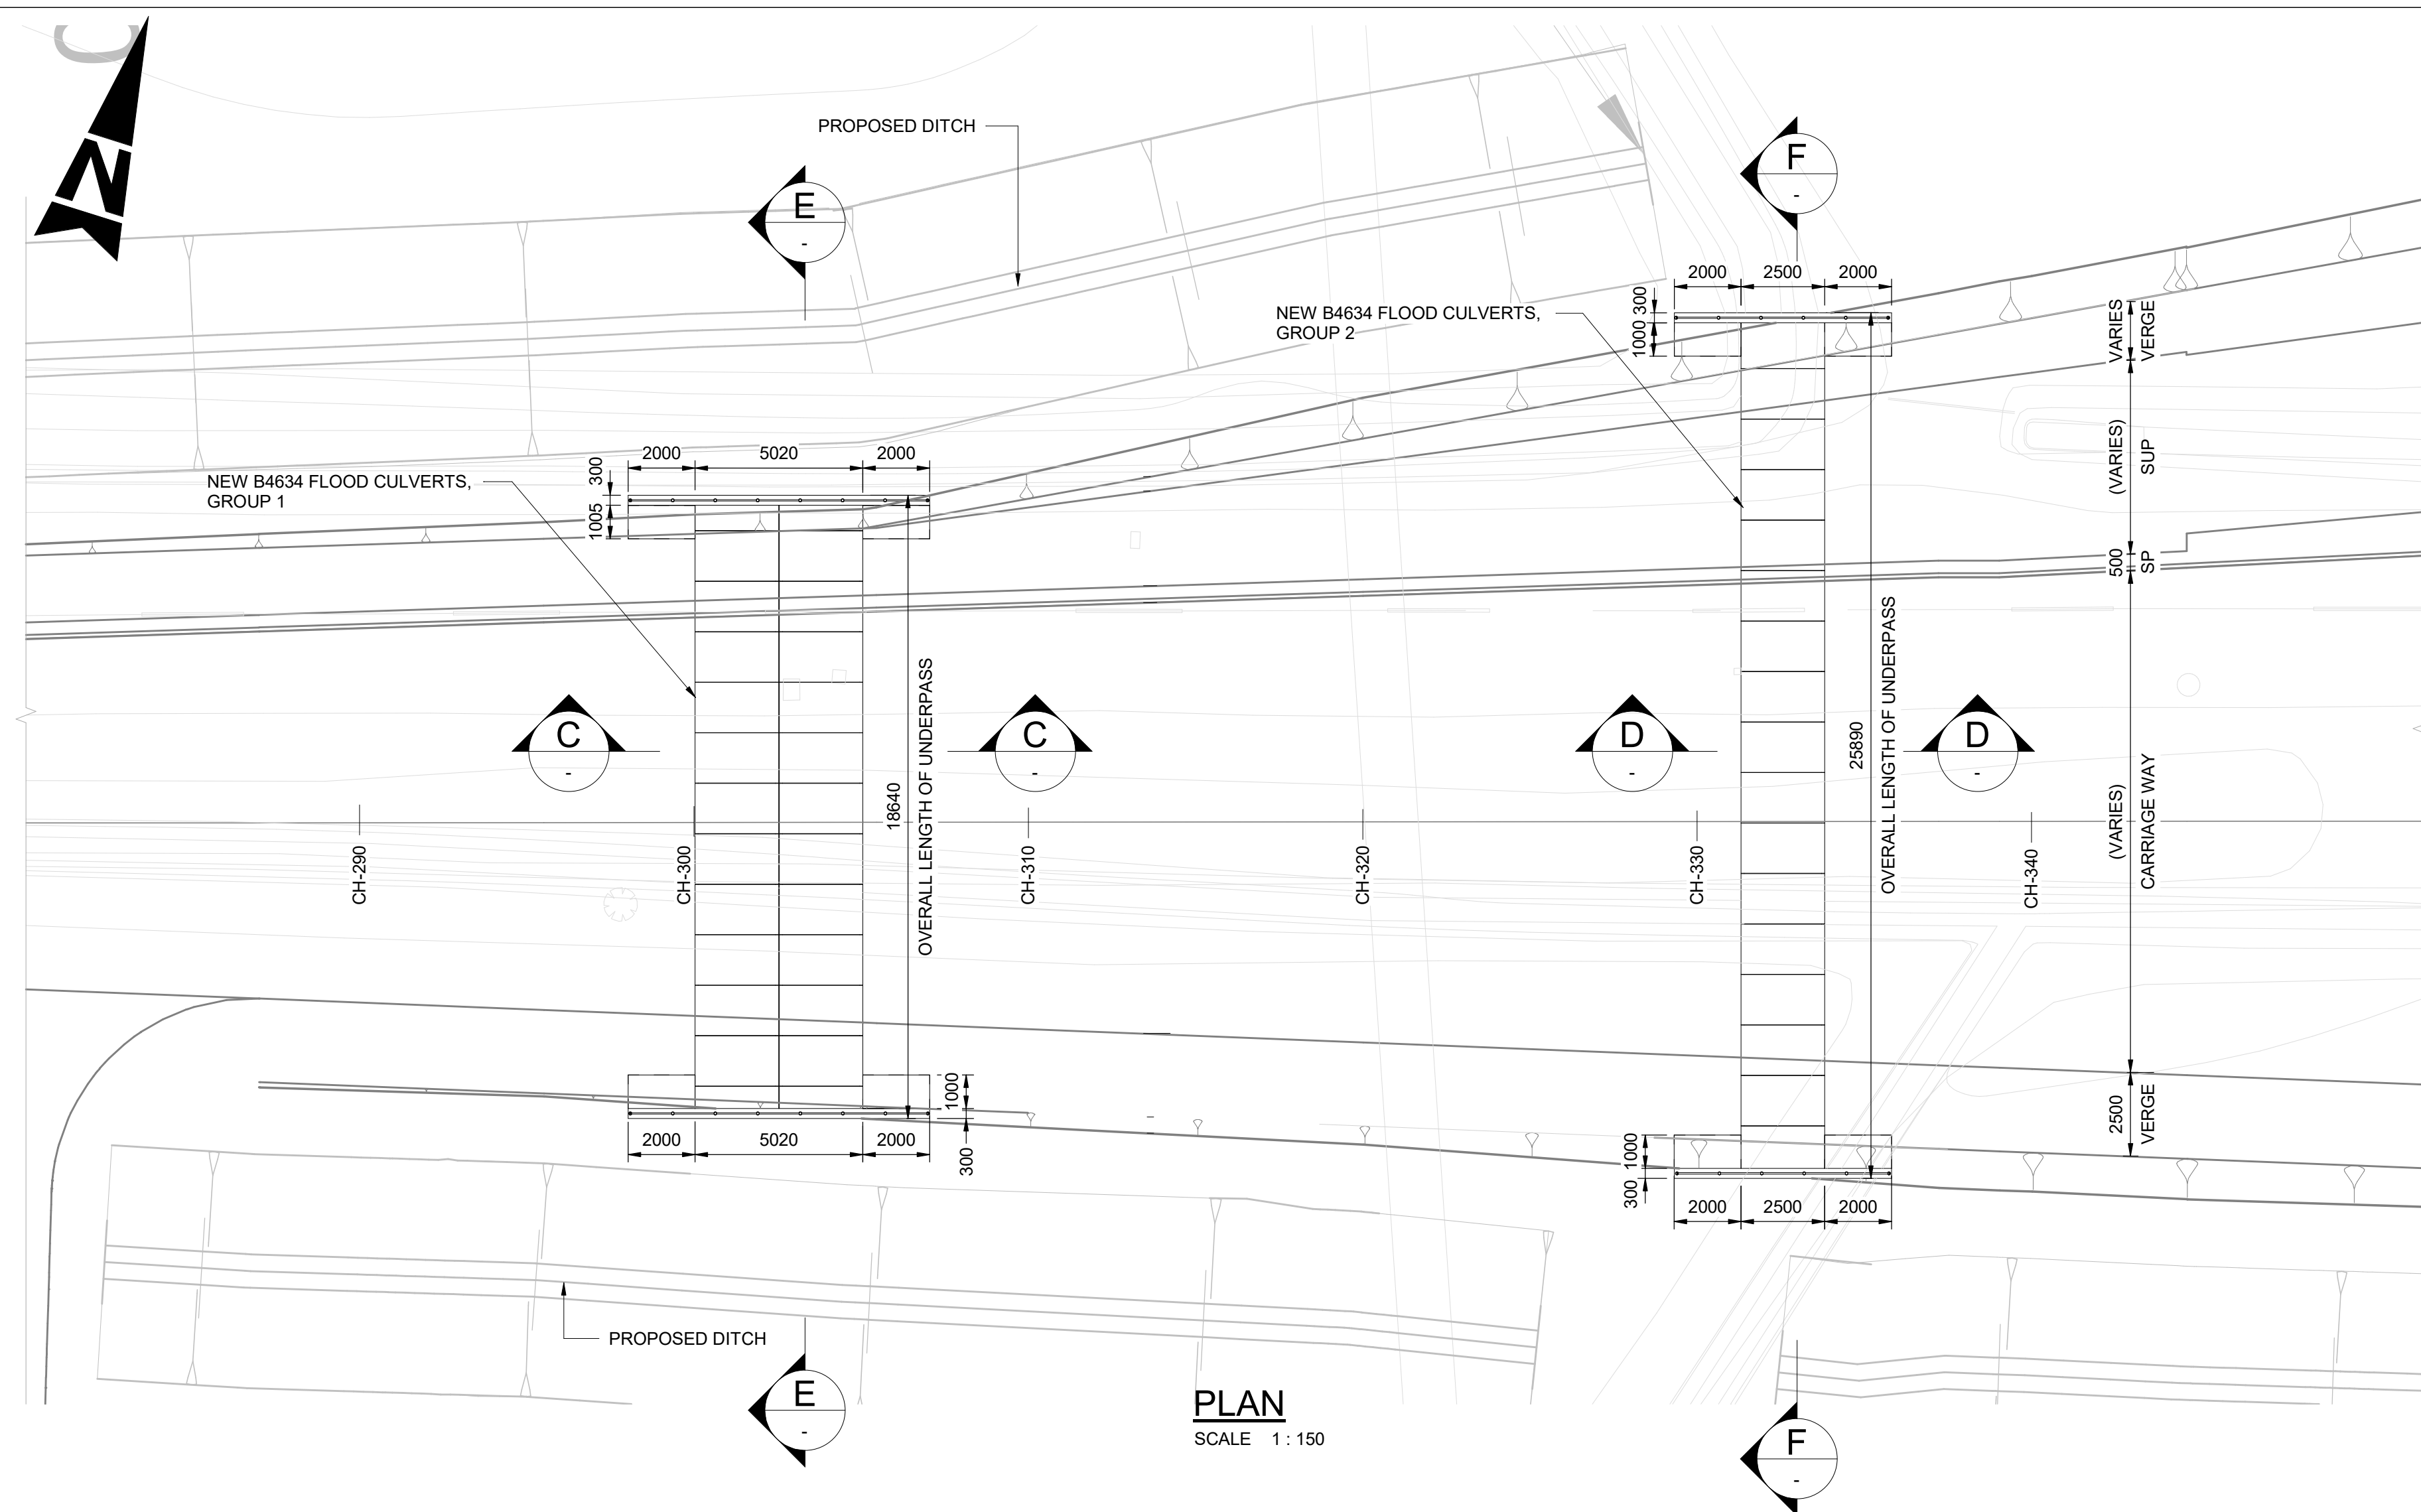 N
PROPOSED DITCH
E
-
F
-
2000
2500
2000
300
1000
NEW B4634 FLOOD CULVERTS,
GROUP 2
VARIES
VERGE
2000
5020
2000
300
1005
NEW B4634 FLOOD CULVERTS,
GROUP 1
(VARIES)
SUP
500
SP
C
-
C
-
D
-
D
-
18640
OVERALL LENGTH OF UNDERPASS
25890
OVERALL LENGTH OF UNDERPASS
(VARIES)
CARRIAGE WAY
CH-290
CH-300
CH-310
CH-320
CH-330
CH-340
1000
300
2000
5020
2000
2500
VERGE
1000
300
2000
2500
2000
PROPOSED DITCH
E
-
PLAN
SCALE 1 : 150
F
-